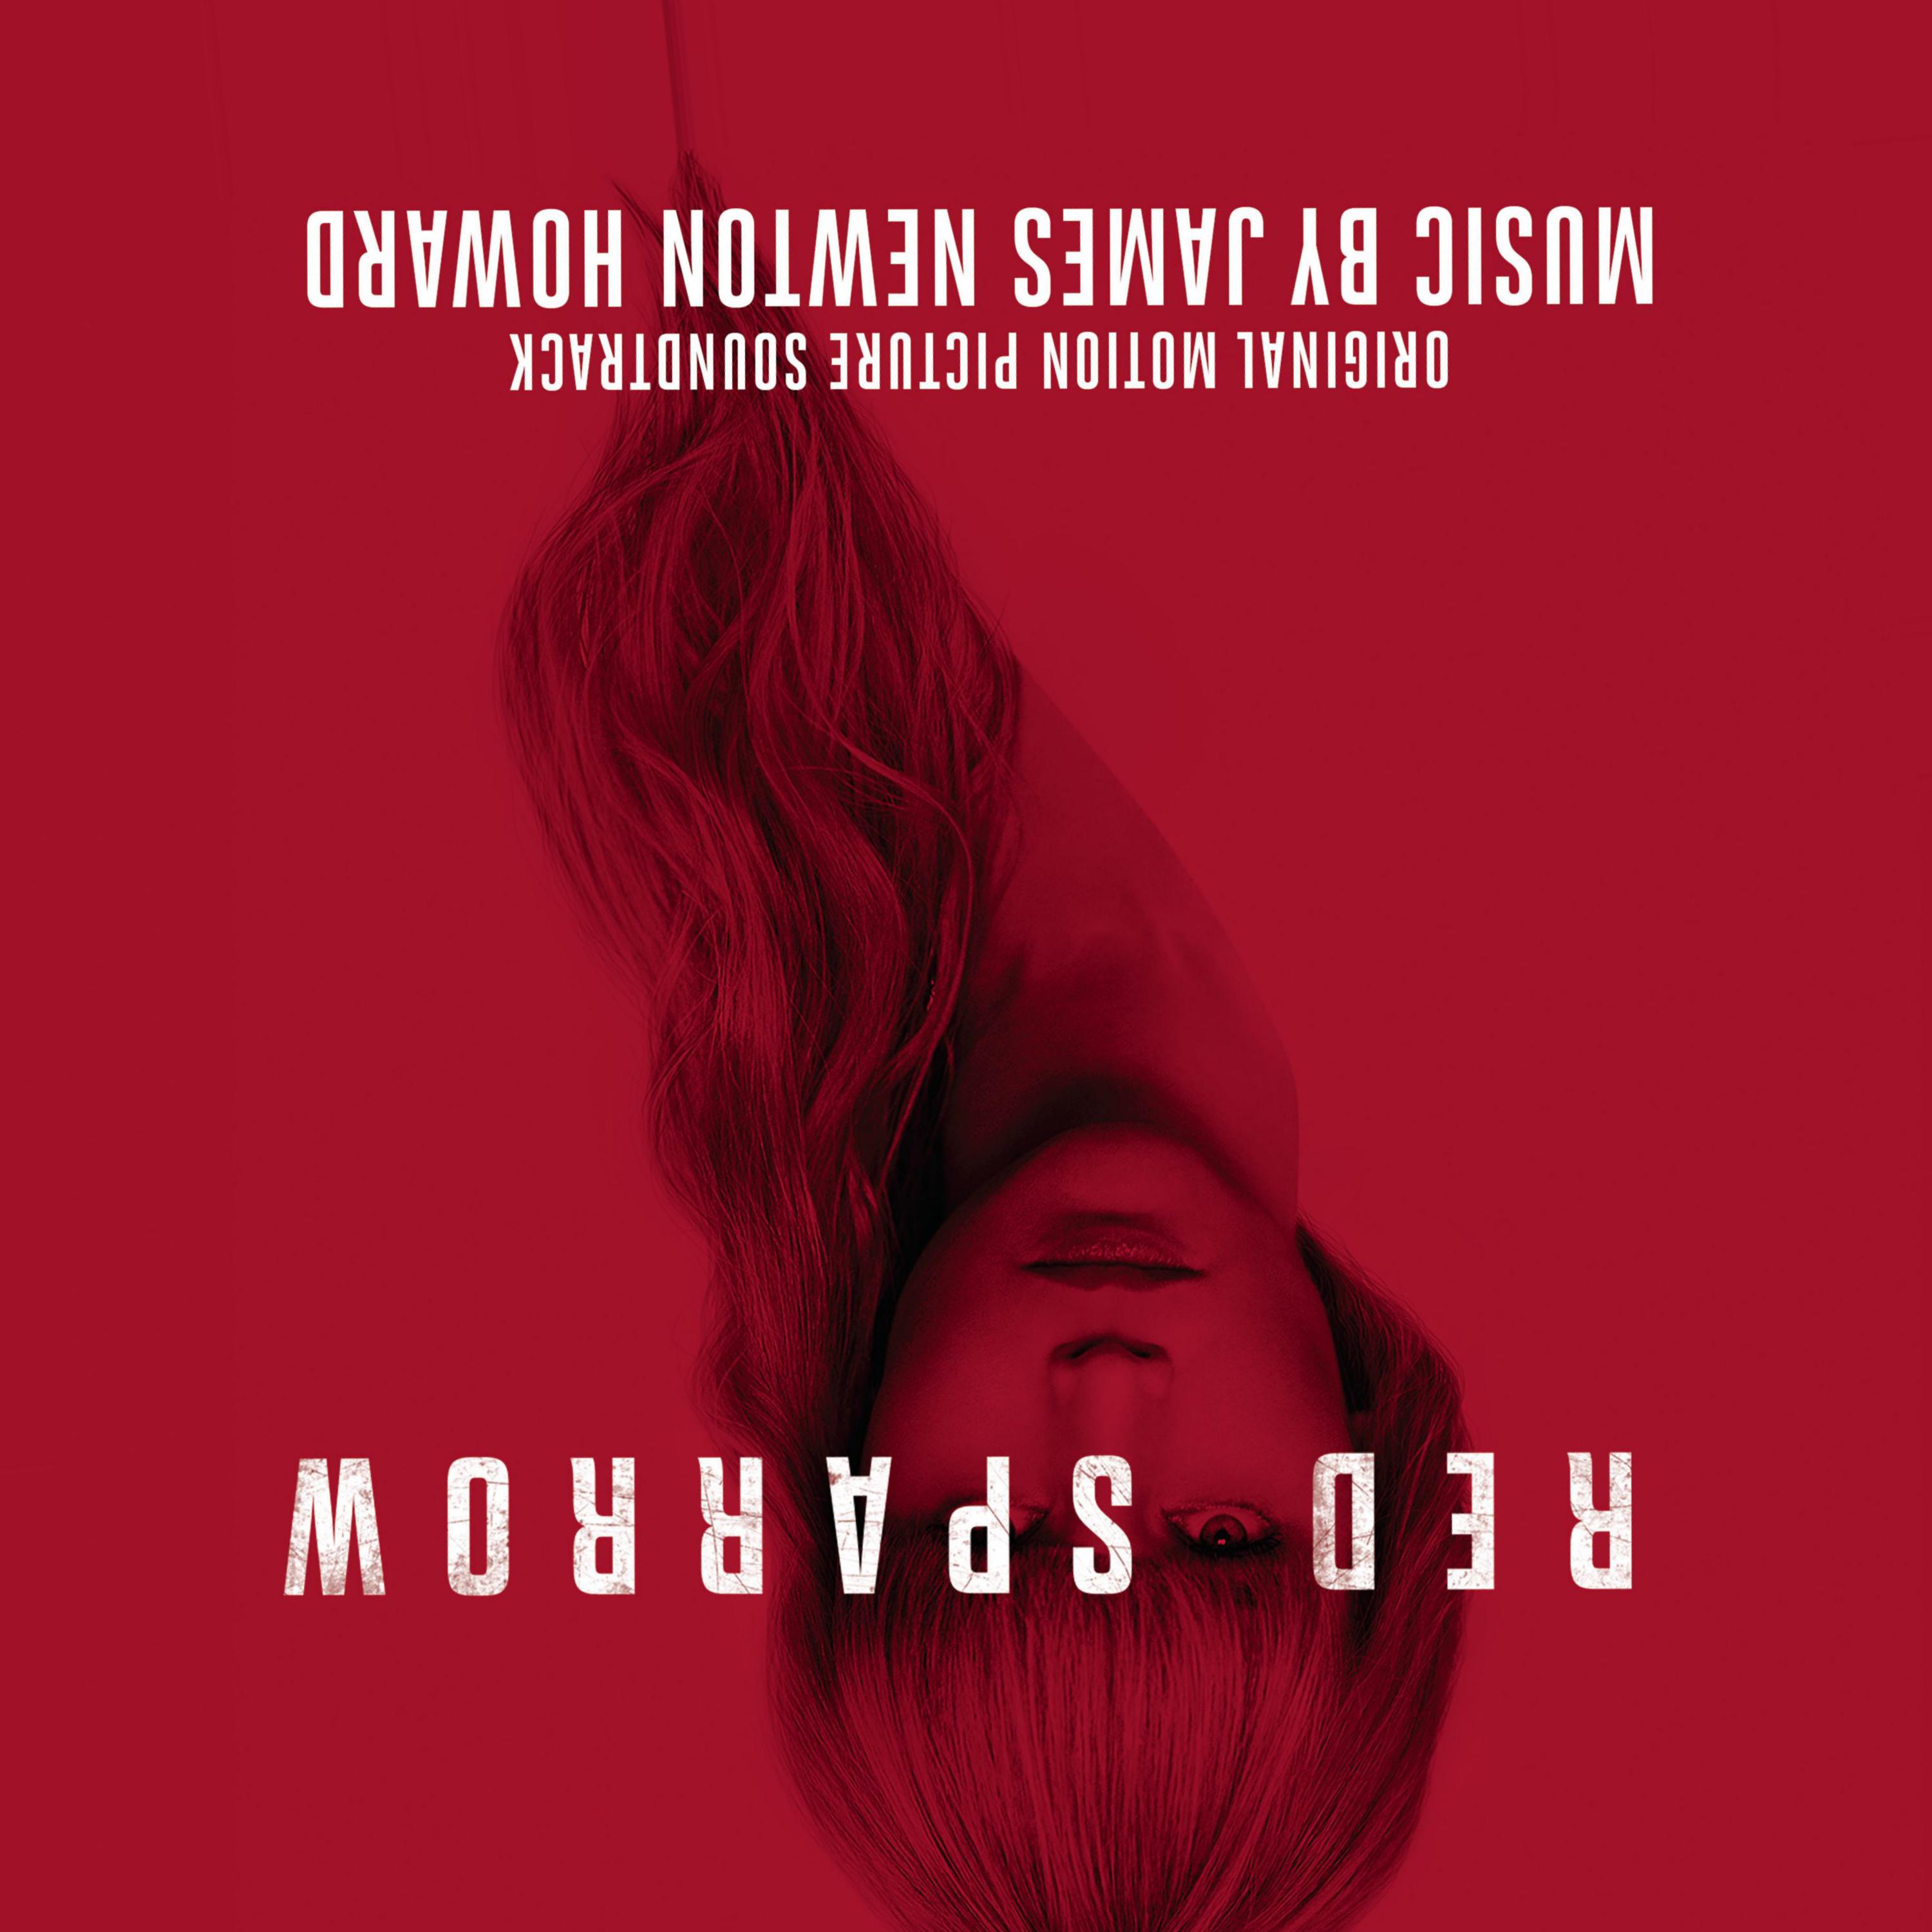 RED SPARROW
ORIGINAL MOTION PICTURE SOUNDTRACK
MUSIC BY JAMES NEWTON HOWARD